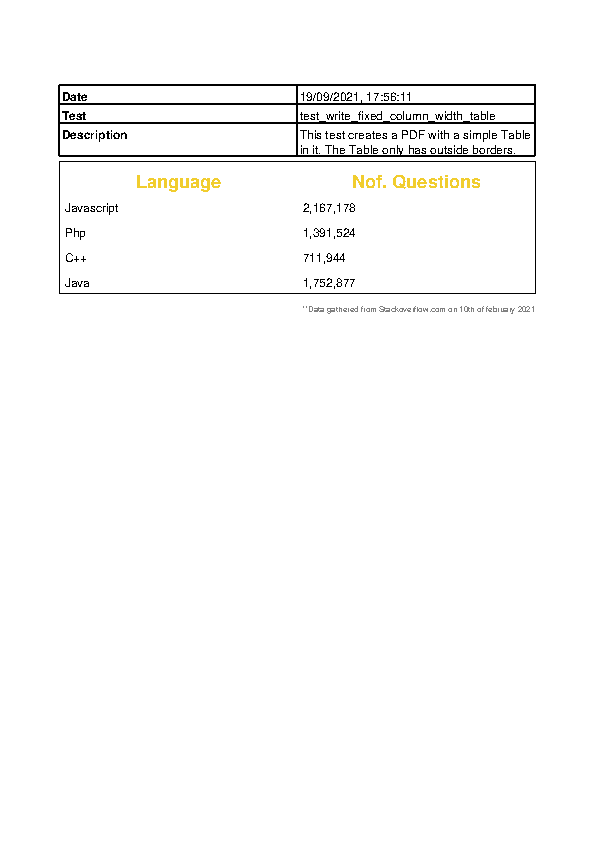 Date 19/09/2021, 17:56:11
Test test_write_fixed_column_width_table
Description This test creates a PDF with a simple Table
in it. The Table only has outside borders.
Language Nof. Questions
Javascript 2,167,178
Php 1,391,524
C++ 711,944
Java 1,752,877
**Data gathered from Stackoverflow.com on 10th of february 2021